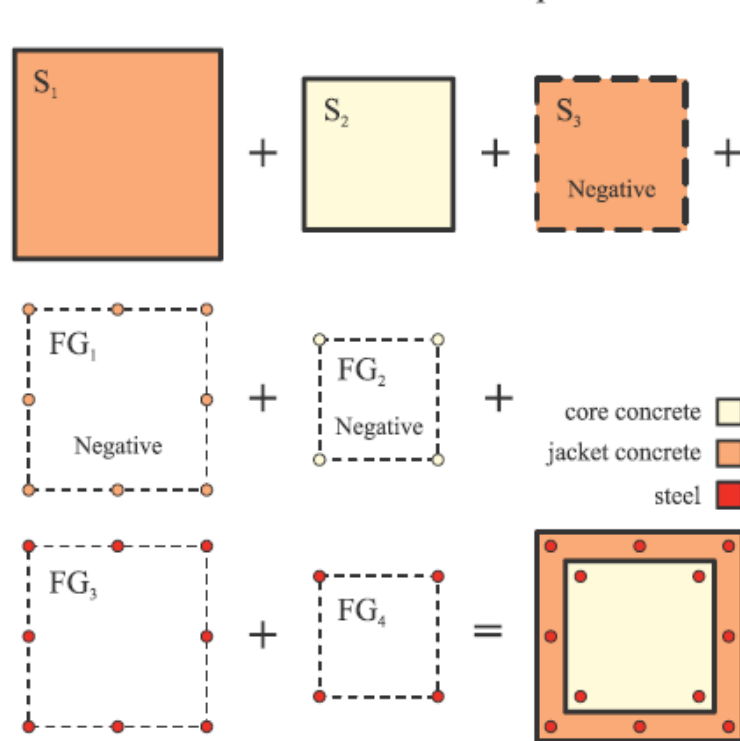 S₁ + S₂ + S₃ +
Negative
FG₁ + FG₂ +
Negative Negative
core concrete
jacket concrete
steel
FG₃ + FG₄ =